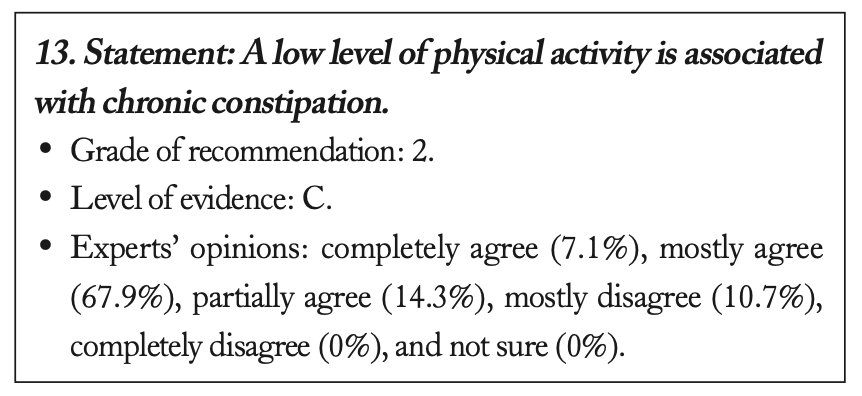 13. Statement: A low level of physical activity is associated
with chronic constipation.
• Grade of recommendation: 2.
• Level of evidence: C.
• Experts’ opinions: completely agree (7.1%), mostly agree
(67.9%), partially agree (14.3%), mostly disagree (10.7%),
completely disagree (0%), and not sure (0%).